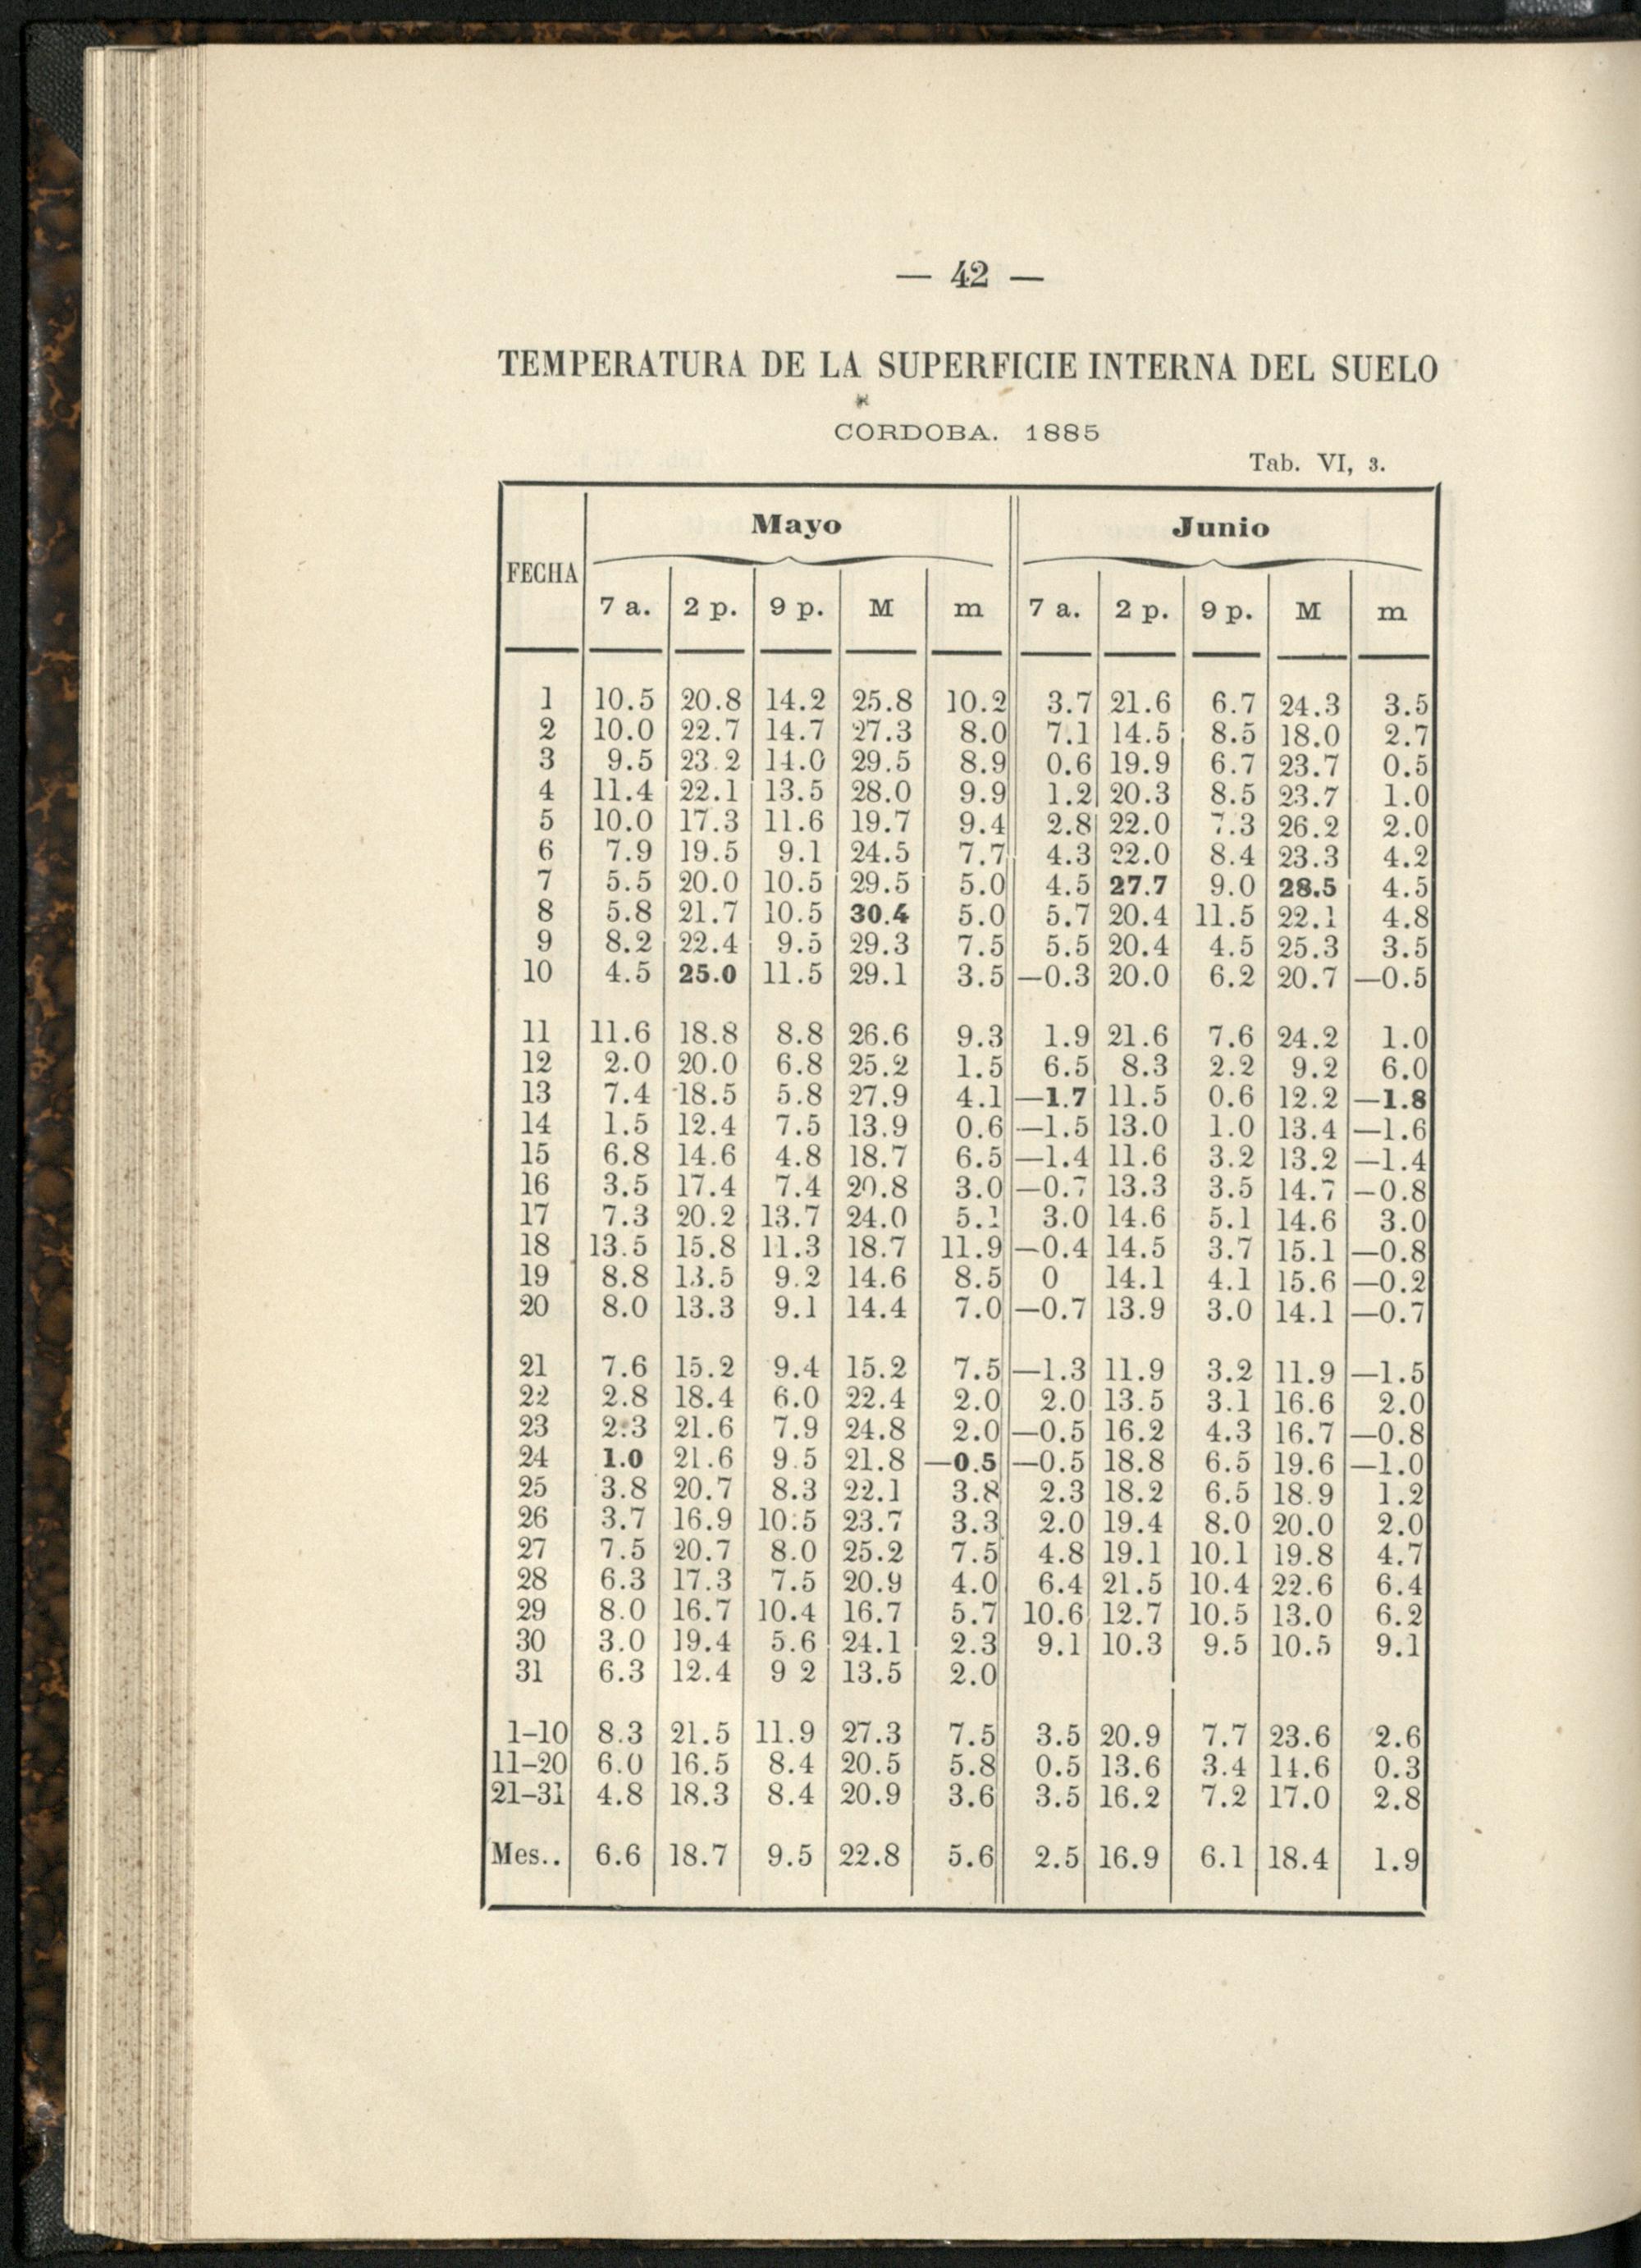 — 42 —
TEMPERATURA DE LA SUPERFICIE INTERNA DEL SUELO
CORDOBA. 1885
Tab. VI, 3.
FECHA Mayo Junio
7 a. 2 p. 9 p. M m 7 a. 2 p. 9 p. M m
1 10.5 20.8 14.2 25.8 10.2 3.7 21.6 6.7 24.3 3.5
2 10.0 22.7 14.7 27.3 8.0 7.1 14.5 8.5 18.0 2.7
3 9.5 23.2 14.0 29.5 8.9 0.6 19.9 6.7 23.7 0.5
4 11.4 22.1 13.5 28.0 9.9 1.2 20.3 8.5 23.7 1.0
5 10.0 17.3 11.6 19.7 9.4 2.8 22.0 7.3 26.2 2.0
6 7.9 19.5 9.1 24.5 7.7 4.3 22.0 8.4 23.3 4.2
7 5.5 20.0 10.5 29.5 5.0 4.5 27.7 9.0 28.5 4.5
8 5.8 21.7 10.5 30.4 5.0 5.7 20.4 11.5 22.1 4.8
9 8.2 22.4 9.5 29.3 7.5 5.5 20.4 4.5 25.3 3.5
10 4.5 25.0 11.5 29.1 3.5 —0.3 20.0 6.2 20.7 —0.5
11 11.6 18.8 8.8 26.6 9.3 1.9 21.6 7.6 24.2 1.0
12 2.0 20.0 6.8 25.2 1.5 6.5 8.3 2.2 9.2 6.0
13 7.4 18.5 5.8 27.9 4.1 —1.7 11.5 0.6 12.2 —1.8
14 1.5 12.4 7.5 13.9 0.6 —1.5 13.0 1.0 13.4 —1.6
15 6.8 14.6 4.8 18.7 6.5 —1.4 11.6 3.2 13.2 —1.4
16 3.5 17.4 7.4 20.8 3.0 —0.7 13.3 3.5 14.7 —0.8
17 7.3 20.2 13.7 24.0 5.1 3.0 14.6 5.1 14.6 3.0
18 13.5 15.8 11.3 18.7 11.9 —0.4 14.5 3.7 15.1 —0.8
19 8.8 13.5 9.2 14.6 8.5 0 14.1 4.1 15.6 —0.2
20 8.0 13.3 9.1 14.4 7.0 —0.7 13.9 3.0 14.1 —0.7
21 7.6 15.2 9.4 15.2 7.5 —1.3 11.9 3.2 11.9 —1.5
22 2.8 18.4 6.0 22.4 2.0 2.0 13.5 3.1 16.6 2.0
23 2.3 21.6 7.9 24.8 2.0 —0.5 16.2 4.3 16.7 —0.8
24 1.0 21.6 9.5 21.8 —0.5 —0.5 18.8 6.5 19.6 —1.0
25 3.8 20.7 8.3 22.1 3.8 2.3 18.2 6.5 18.9 1.2
26 3.7 16.9 10.5 23.7 3.3 2.0 19.4 8.0 20.0 2.0
27 7.5 20.7 8.0 25.2 7.5 4.8 19.1 10.1 19.8 4.7
28 6.3 17.3 7.5 20.9 4.0 6.4 21.5 10.4 22.6 6.4
29 8.0 16.7 10.4 16.7 5.7 10.6 12.7 10.5 13.0 6.2
30 3.0 19.4 5.6 24.1 2.3 9.1 10.3 9.5 10.5 9.1
31 6.3 12.4 9 2 13.5 2.0
1–10 8.3 21.5 11.9 27.3 7.5 3.5 20.9 7.7 23.6 2.6
11–20 6.0 16.5 8.4 20.5 5.8 0.5 13.6 3.4 14.6 0.3
21–31 4.8 18.3 8.4 20.9 3.6 3.5 16.2 7.2 17.0 2.8
Mes.. 6.6 18.7 9.5 22.8 5.6 2.5 16.9 6.1 18.4 1.9